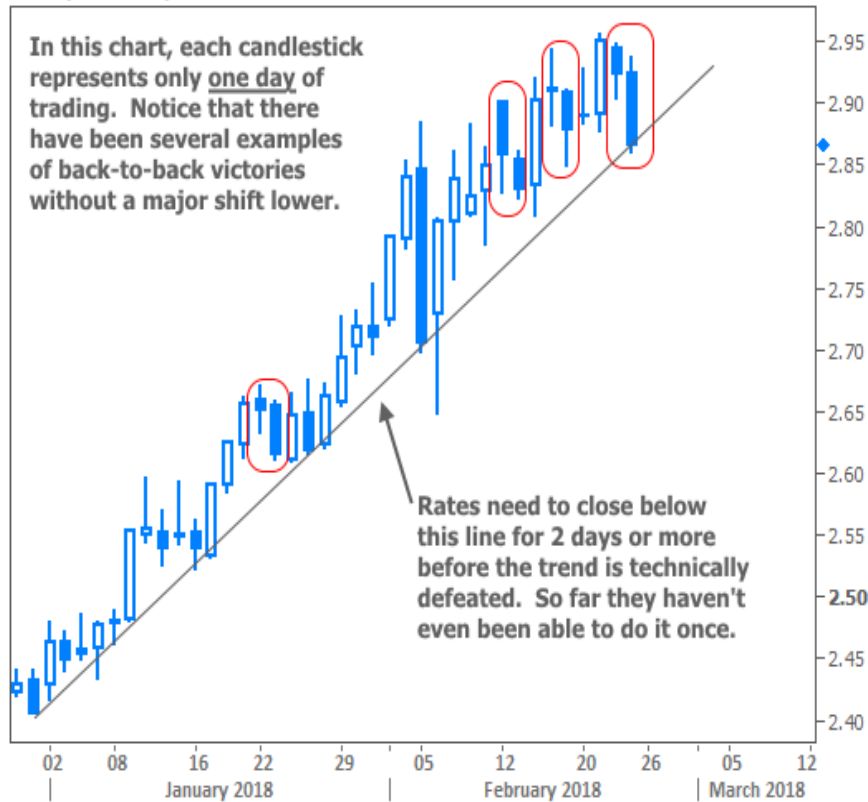 In this chart, each candlestick
represents only one day of
trading.  Notice that there
have been several examples
of back-to-back victories
without a major shift lower.
2.95
2.90
2.85
2.80
2.75
2.70
2.65
2.60
2.55
2.50
2.45
2.40
Rates need to close below
this line for 2 days or more
before the trend is technically
defeated.  So far they haven't
even been able to do it once.
02 08 16 22 29 05 12 20 26 05 12
January 2018 February 2018 March 2018